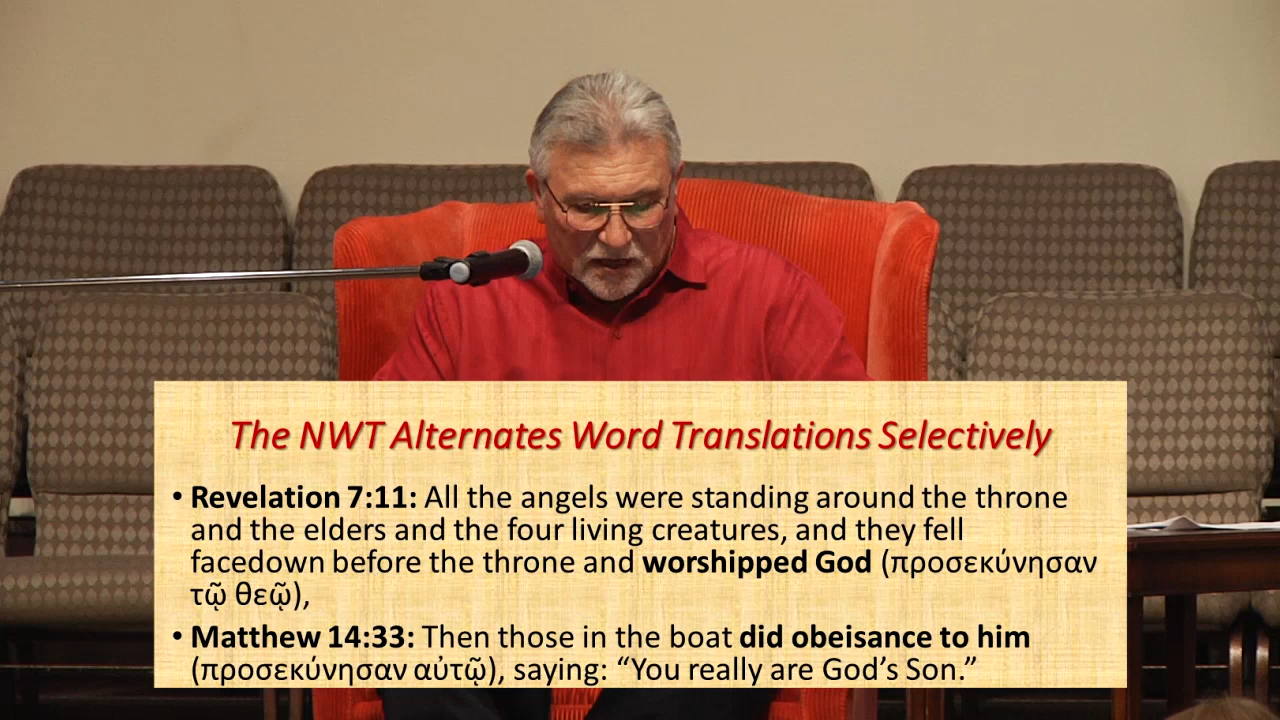 The NWT Alternates Word Translations Selectively
• Revelation 7:11: All the angels were standing around the throne
and the elders and the four living creatures, and they fell
facedown before the throne and worshipped God (προσεκύνησαν
τῷ θεῷ),
• Matthew 14:33: Then those in the boat did obeisance to him
(προσεκύνησαν αὐτῷ), saying: “You really are God’s Son.”